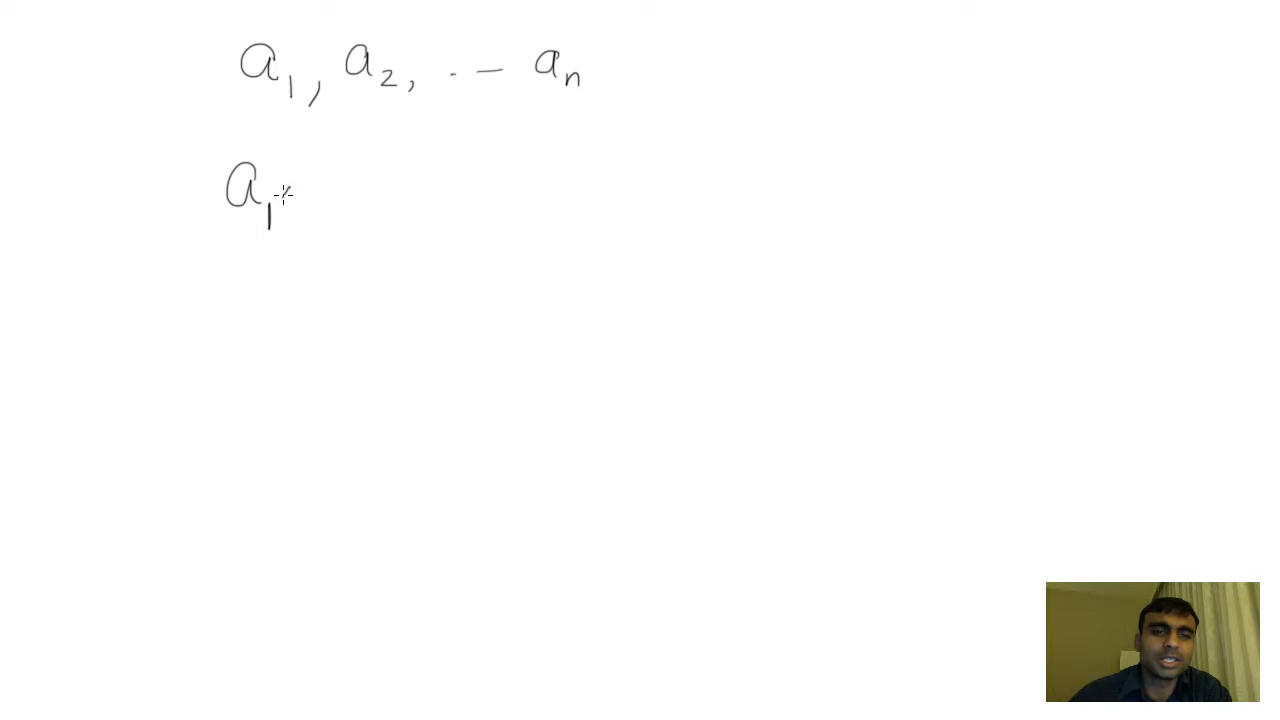 a₁, a₂, ..— aₙ
a₁